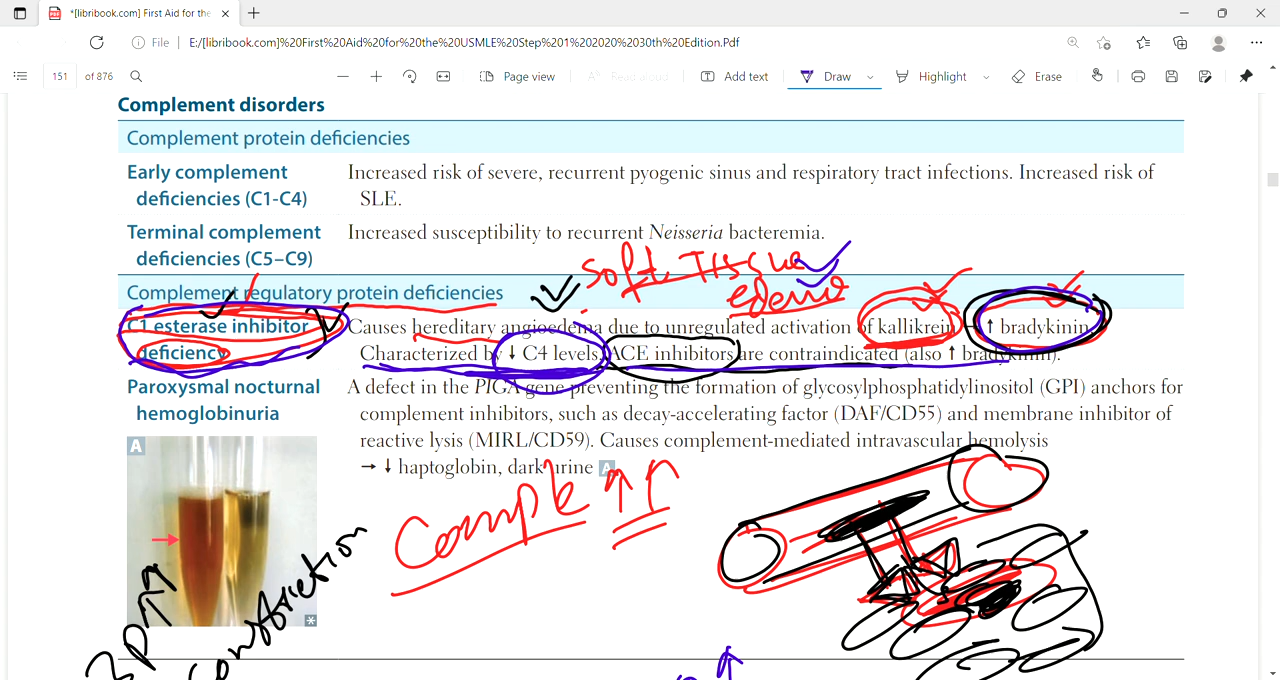 *[libribook.com] First Aid for the
File E:/[libribook.com]%20First%20Aid%20for%20the%20USMLE%20Step%201%202020%2030th%20Edition.Pdf
151 of 876 Page view Read aloud Add text Draw Highlight Erase
Complement disorders
Complement protein deficiencies
Early complement deficiencies (C1-C4)
Increased risk of severe, recurrent pyogenic sinus and respiratory tract infections. Increased risk of
SLE.
Terminal complement deficiencies (C5–C9)
Increased susceptibility to recurrent Neisseria bacteremia.
Soft Tissue
edema
Complement regulatory protein deficiencies
C1 esterase inhibitor
deficiency
Causes hereditary angioedema due to unregulated activation of kallikrein → ↑ bradykinin.
Characterized by ↓ C4 levels. ACE inhibitors are contraindicated (also ↑ bradykinin).
Paroxysmal nocturnal
hemoglobinuria
A defect in the PIGA gene preventing the formation of glycosylphosphatidylinositol (GPI) anchors for
complement inhibitors, such as decay-accelerating factor (DAF/CD55) and membrane inhibitor of
reactive lysis (MIRL/CD59). Causes complement-mediated intravascular hemolysis
→ ↓ haptoglobin, dark urine A
A
Comple ↑↑
*